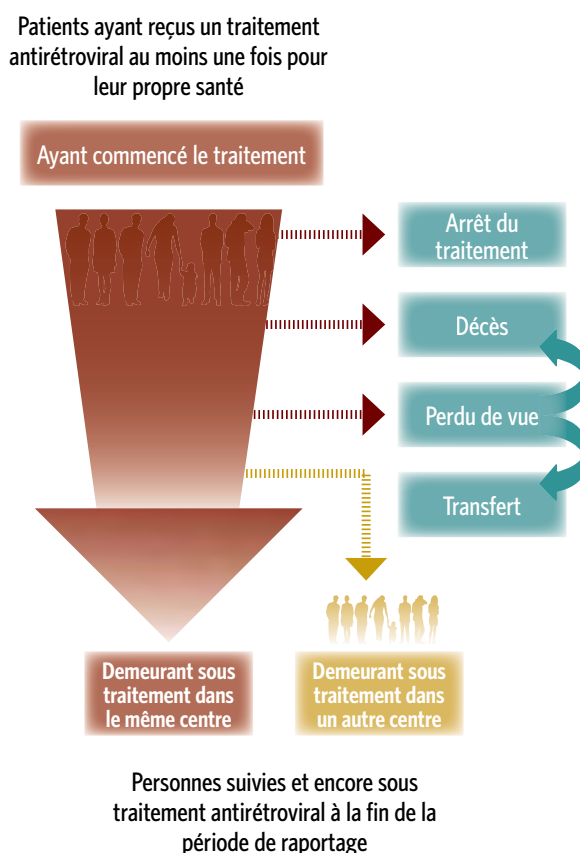 Patients ayant reçus un traitement
antirétroviral au moins une fois pour
leur propre santé
Ayant commencé le traitement
Arrêt du
traitement
Décès
Perdu de vue
Transfert
Demeurant sous
traitement dans
le même centre
Demeurant sous
traitement dans
un autre centre
Personnes suivies et encore sous
traitement antirétroviral à la fin de la
période de raportage